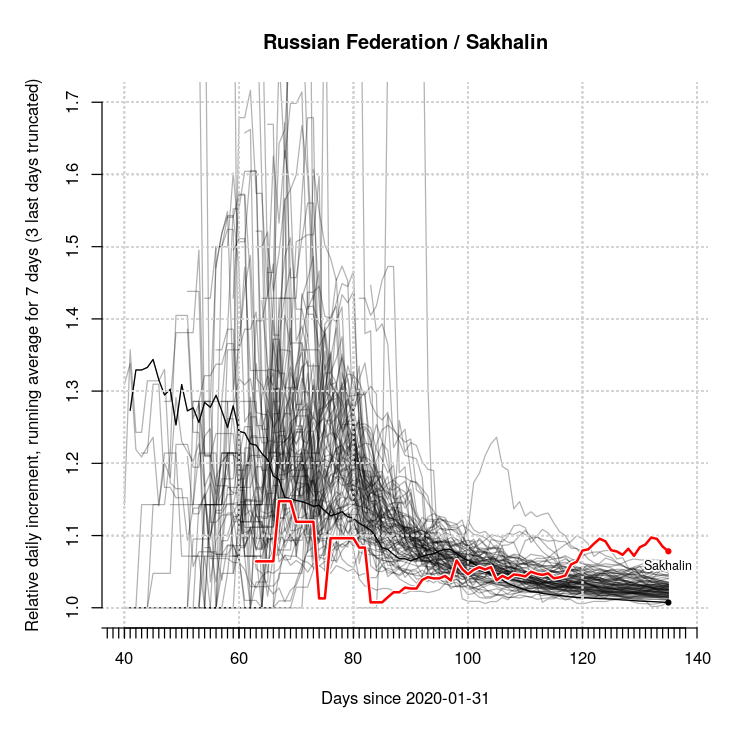 Russian Federation / Sakhalin
Relative daily increment, running average for 7 days (3 last days truncated)
1.7
1.6
1.5
1.4
1.3
1.2
1.1
1.0
Sakhalin
40 60 80 100 120 140
Days since 2020-01-31